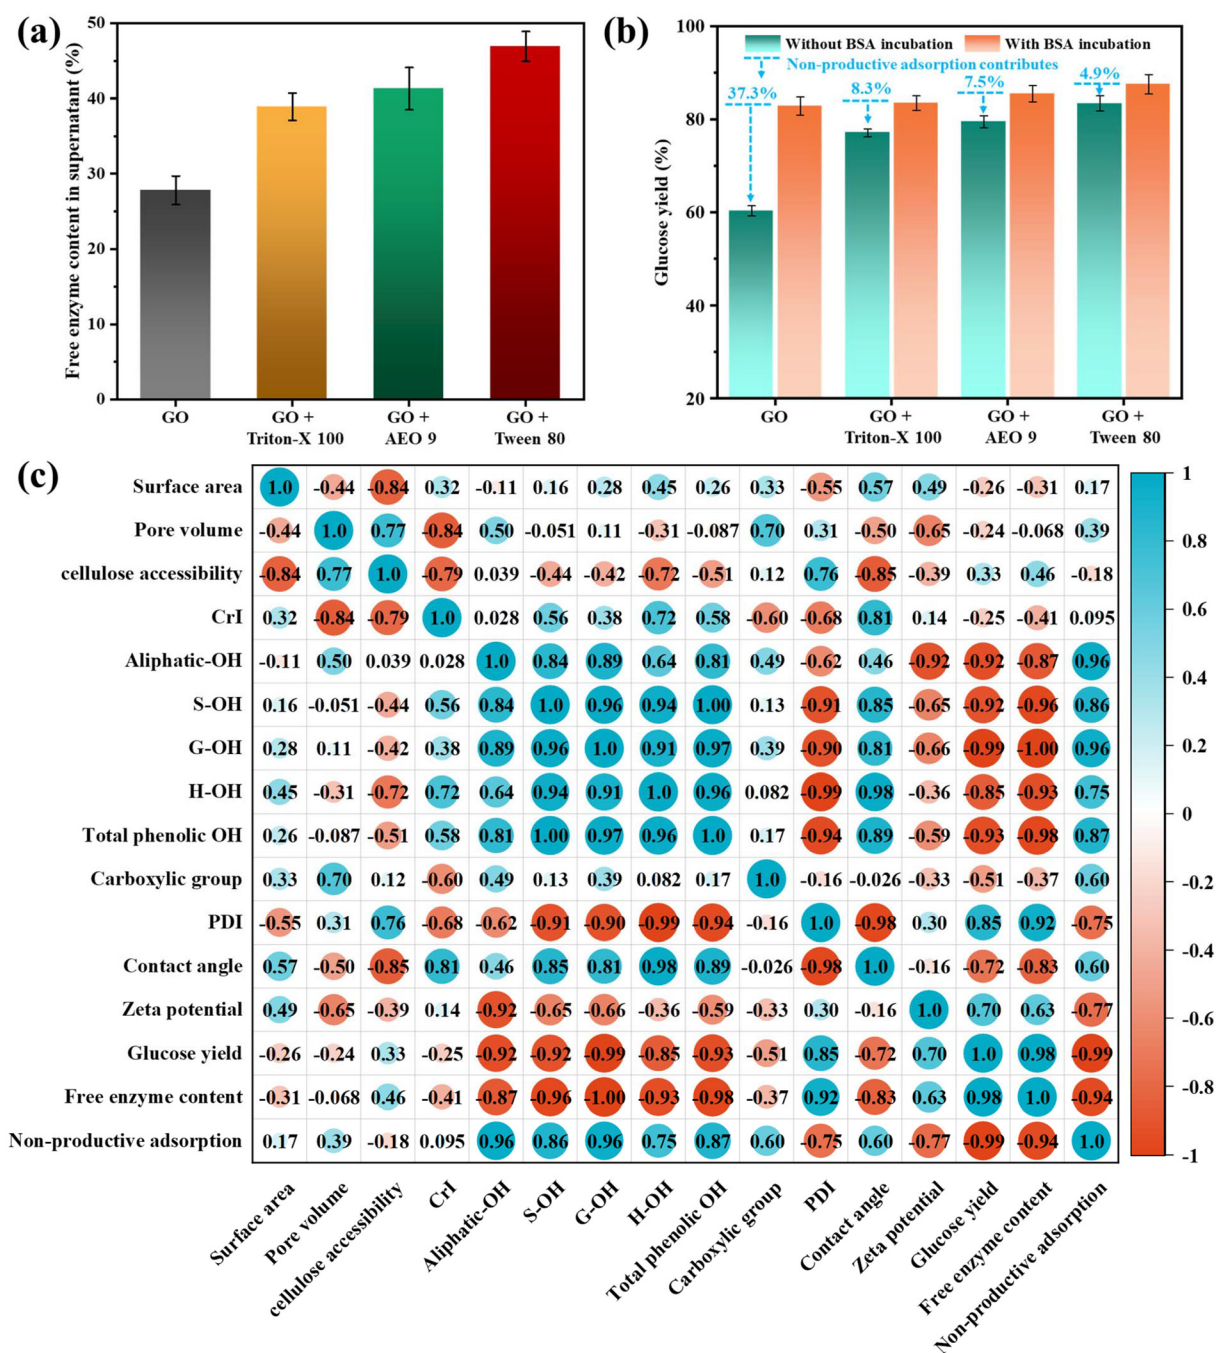 (a)
Free enzyme content in supernatant (%)
50
40
30
20
10
0
GO
GO +
Triton-X 100
GO +
AEO 9
GO +
Tween 80
(b)
Glucose yield (%)
100
80
60
40
20
Without BSA incubation
With BSA incubation
Non-productive adsorption contributes
37.3%
8.3%
7.5%
4.9%
GO
GO +
Triton-X 100
GO +
AEO 9
GO +
Tween 80
(c)
Surface area 1.0 -0.44 -0.84 0.32 -0.11 0.16 0.28 0.45 0.26 0.33 -0.55 0.57 0.49 -0.26 -0.31 0.17
Pore volume -0.44 1.0 0.77 -0.84 0.50 -0.051 0.11 -0.31 -0.087 0.70 0.31 -0.50 -0.65 -0.24 -0.068 0.39
cellulose accessibility -0.84 0.77 1.0 -0.79 0.039 -0.44 -0.42 -0.72 -0.51 0.12 0.76 -0.85 -0.39 0.33 0.46 -0.18
CrI 0.32 -0.84 -0.79 1.0 0.028 0.56 0.38 0.72 0.58 -0.60 -0.68 0.81 0.14 -0.25 -0.41 0.095
Aliphatic-OH -0.11 0.50 0.039 0.028 1.0 0.84 0.89 0.64 0.81 0.49 -0.62 0.46 -0.92 -0.92 -0.87 0.96
S-OH 0.16 -0.051 -0.44 0.56 0.84 1.0 0.96 0.94 1.00 0.13 -0.91 0.85 -0.65 -0.92 -0.96 0.86
G-OH 0.28 0.11 -0.42 0.38 0.89 0.96 1.0 0.91 0.97 0.39 -0.90 0.81 -0.66 -0.99 -1.00 0.96
H-OH 0.45 -0.31 -0.72 0.72 0.64 0.94 0.91 1.0 0.96 0.082 -0.99 0.98 -0.36 -0.85 -0.93 0.75
Total phenolic OH 0.26 -0.087 -0.51 0.58 0.81 1.00 0.97 0.96 1.0 0.17 -0.94 0.89 -0.59 -0.93 -0.98 0.87
Carboxylic group 0.33 0.70 0.12 -0.60 0.49 0.13 0.39 0.082 0.17 1.0 -0.16 -0.026 -0.33 -0.51 -0.37 0.60
PDI -0.55 0.31 0.76 -0.68 -0.62 -0.91 -0.90 -0.99 -0.94 -0.16 1.0 -0.98 0.30 0.85 0.92 -0.75
Contact angle 0.57 -0.50 -0.85 0.81 0.46 0.85 0.81 0.98 0.89 -0.026 -0.98 1.0 -0.16 -0.72 -0.83 0.60
Zeta potential 0.49 -0.65 -0.39 0.14 -0.92 -0.65 -0.66 -0.36 -0.59 -0.33 0.30 -0.16 1.0 0.70 0.63 -0.77
Glucose yield -0.26 -0.24 0.33 -0.25 -0.92 -0.92 -0.99 -0.85 -0.93 -0.51 0.85 -0.72 0.70 1.0 0.98 -0.99
Free enzyme content -0.31 -0.068 0.46 -0.41 -0.87 -0.96 -1.00 -0.93 -0.98 -0.37 0.92 -0.83 0.63 0.98 1.0 -0.94
Non-productive adsorption 0.17 0.39 -0.18 0.095 0.96 0.86 0.96 0.75 0.87 0.60 -0.75 0.60 -0.77 -0.99 -0.94 1.0
Surface area
Pore volume
cellulose accessibility
CrI
Aliphatic-OH
S-OH
G-OH
H-OH
Total phenolic OH
Carboxylic group
PDI
Contact angle
Zeta potential
Glucose yield
Free enzyme content
Non-productive adsorption
1
0.8
0.6
0.4
0.2
0
-0.2
-0.4
-0.6
-0.8
-1